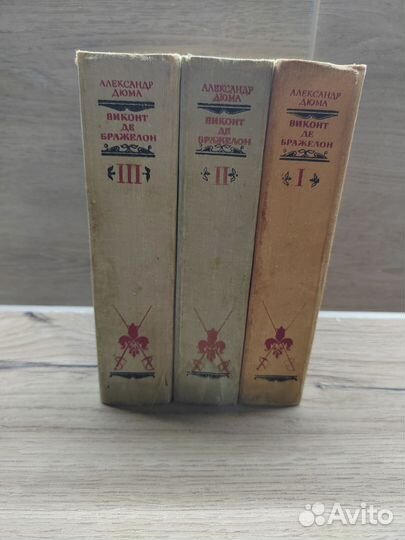 АЛЕКСАНДР
ДЮМА
ВИКОНТ
ДЕ
БРАЖЕЛОН
III
АЛЕКСАНДР
ДЮМА
ВИКОНТ
ДЕ
БРАЖЕЛОН
II
АЛЕКСАНДР
ДЮМА
ВИКОНТ
ДЕ
БРАЖЕЛОН
I
Avito